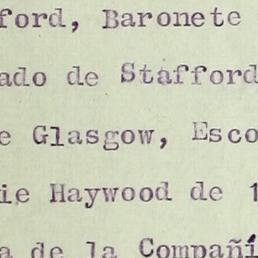 ford, Baronete
ado de Stafford
e Glasgow, Esco
ie Haywood de 1
a de la Compañí